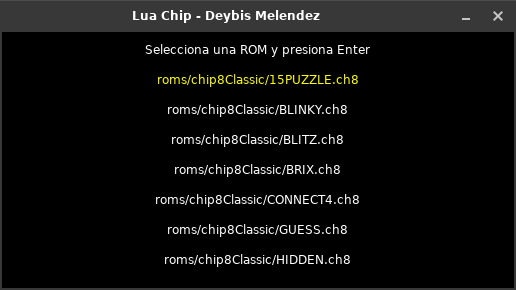 Lua Chip - Deybis Melendez
Selecciona una ROM y presiona Enter
roms/chip8Classic/15PUZZLE.ch8
roms/chip8Classic/BLINKY.ch8
roms/chip8Classic/BLITZ.ch8
roms/chip8Classic/BRIX.ch8
roms/chip8Classic/CONNECT4.ch8
roms/chip8Classic/GUESS.ch8
roms/chip8Classic/HIDDEN.ch8